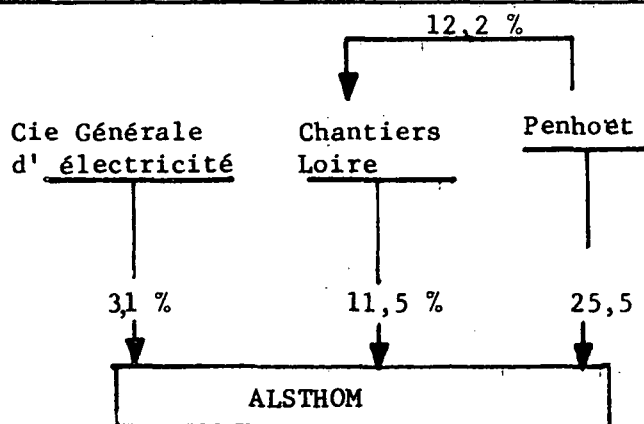 12,2 %
Cie Générale
d' électricité
Chantiers
Loire
Penhoët
3,1 %
11,5 %
25,5
ALSTHOM